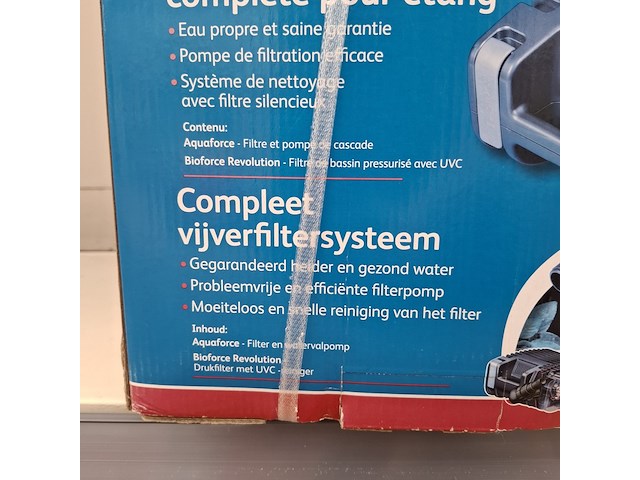 complète pour étang
• Eau propre et saine garantie
• Pompe de filtration efficace
• Système de nettoyage
avec filtre silencieux
Contenu:
Aquaforce - Filtre et pompe de cascade
Bioforce Revolution - Filtre de bassin pressurisé avec UVC
Compleet
vijverfiltersysteem
• Gegarandeerd helder en gezond water
• Probleemvrije en efficiënte filterpomp
• Moeiteloos en snelle reiniging van het filter
Inhoud:
Aquaforce - Filter en watervalpomp
Bioforce Revolution
Drukfilter met UVC